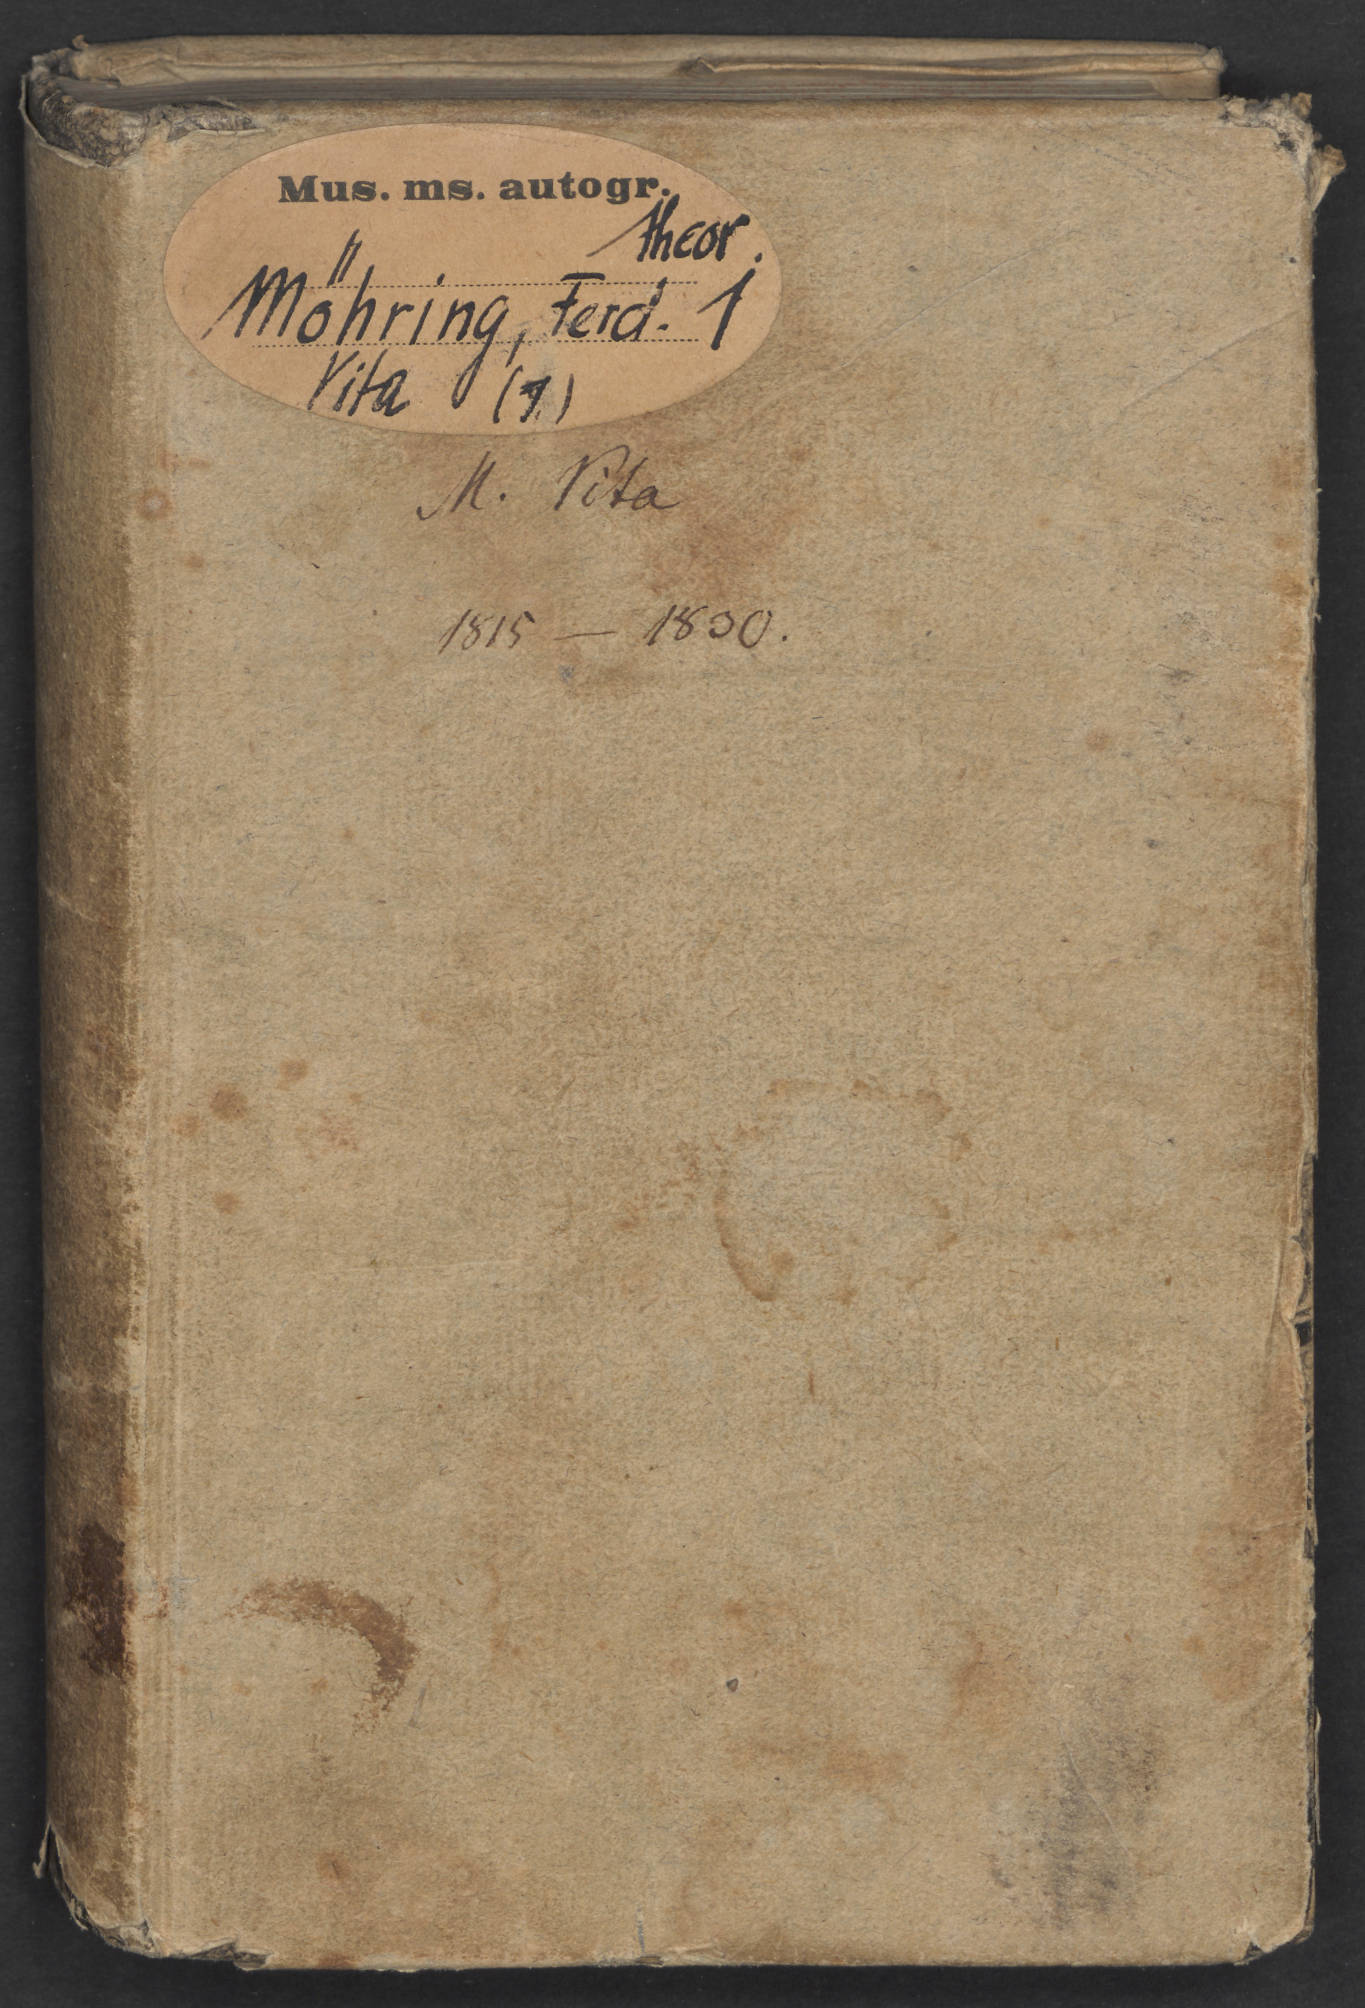 Mus. ms. autogr.
theor.
Möhring, Ferd. 1
Vita (1.)
M. Vita
1815 — 1830.